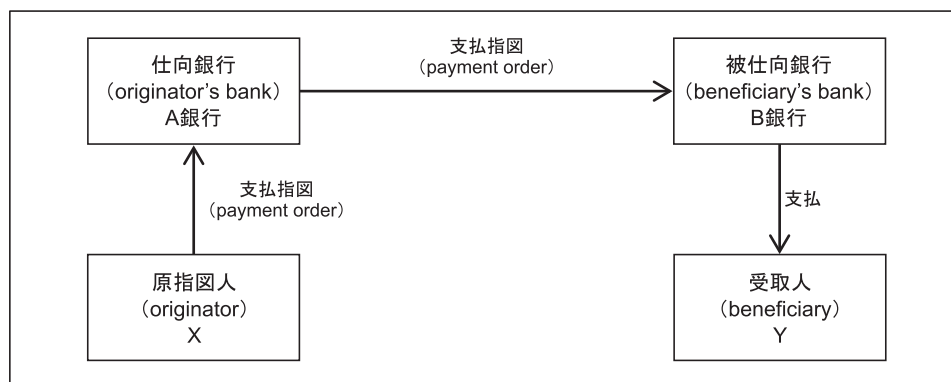 仕向銀行
（originator's bank）
A銀行
支払指図
（payment order）
被仕向銀行
（beneficiary's bank）
B銀行
支払指図
（payment order）
支払
原指図人
（originator）
X
受取人
（beneficiary）
Y